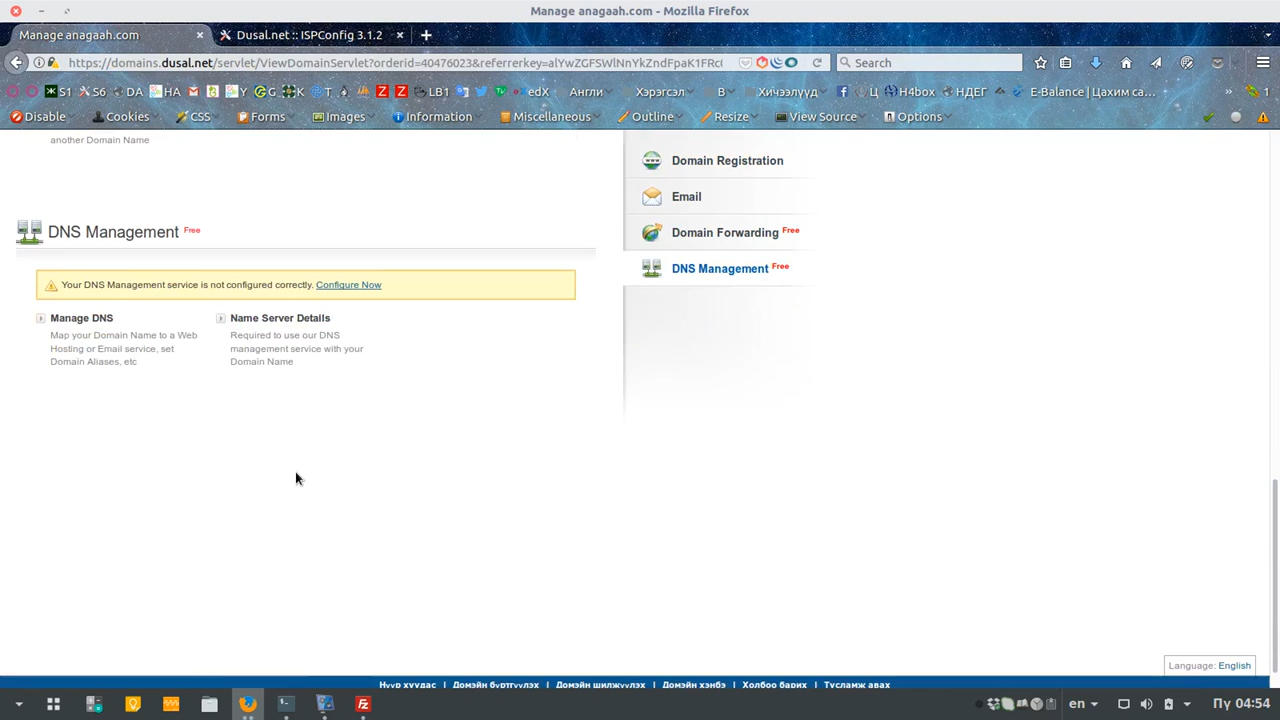 Manage anagaah.com - Mozilla Firefox
Manage anagaah.com
Dusal.net :: ISPConfig 3.1.2
https://domains.dusal.net/servlet/ViewDomainServlet?orderid=40476023&referrerkey=alYwZGFSWlNnYkZndFpaK1FRc
Search
S1 S6 DA HA Y G K T LB1 edX Англи Хэрэгсэл В Хичээлүүд Ц H4box НДЕГ E-Balance | Цахим са... » 1
Disable Cookies CSS Forms Images Information Miscellaneous Outline Resize View Source Options
another Domain Name
Domain Registration
Email
Domain Forwarding Free
DNS Management Free
DNS Management Free
Your DNS Management service is not configured correctly. Configure Now
Manage DNS
Map your Domain Name to a Web
Hosting or Email service, set
Domain Aliases, etc
Name Server Details
Required to use our DNS
management service with your
Domain Name
Language: English
Нүүр хуудас | Домэйн бүртгүүлэх | Домэйн шилжүүлэх | Домэйн хэнбэ | Холбоо барих | Тусламж авах
en Пү 04:54